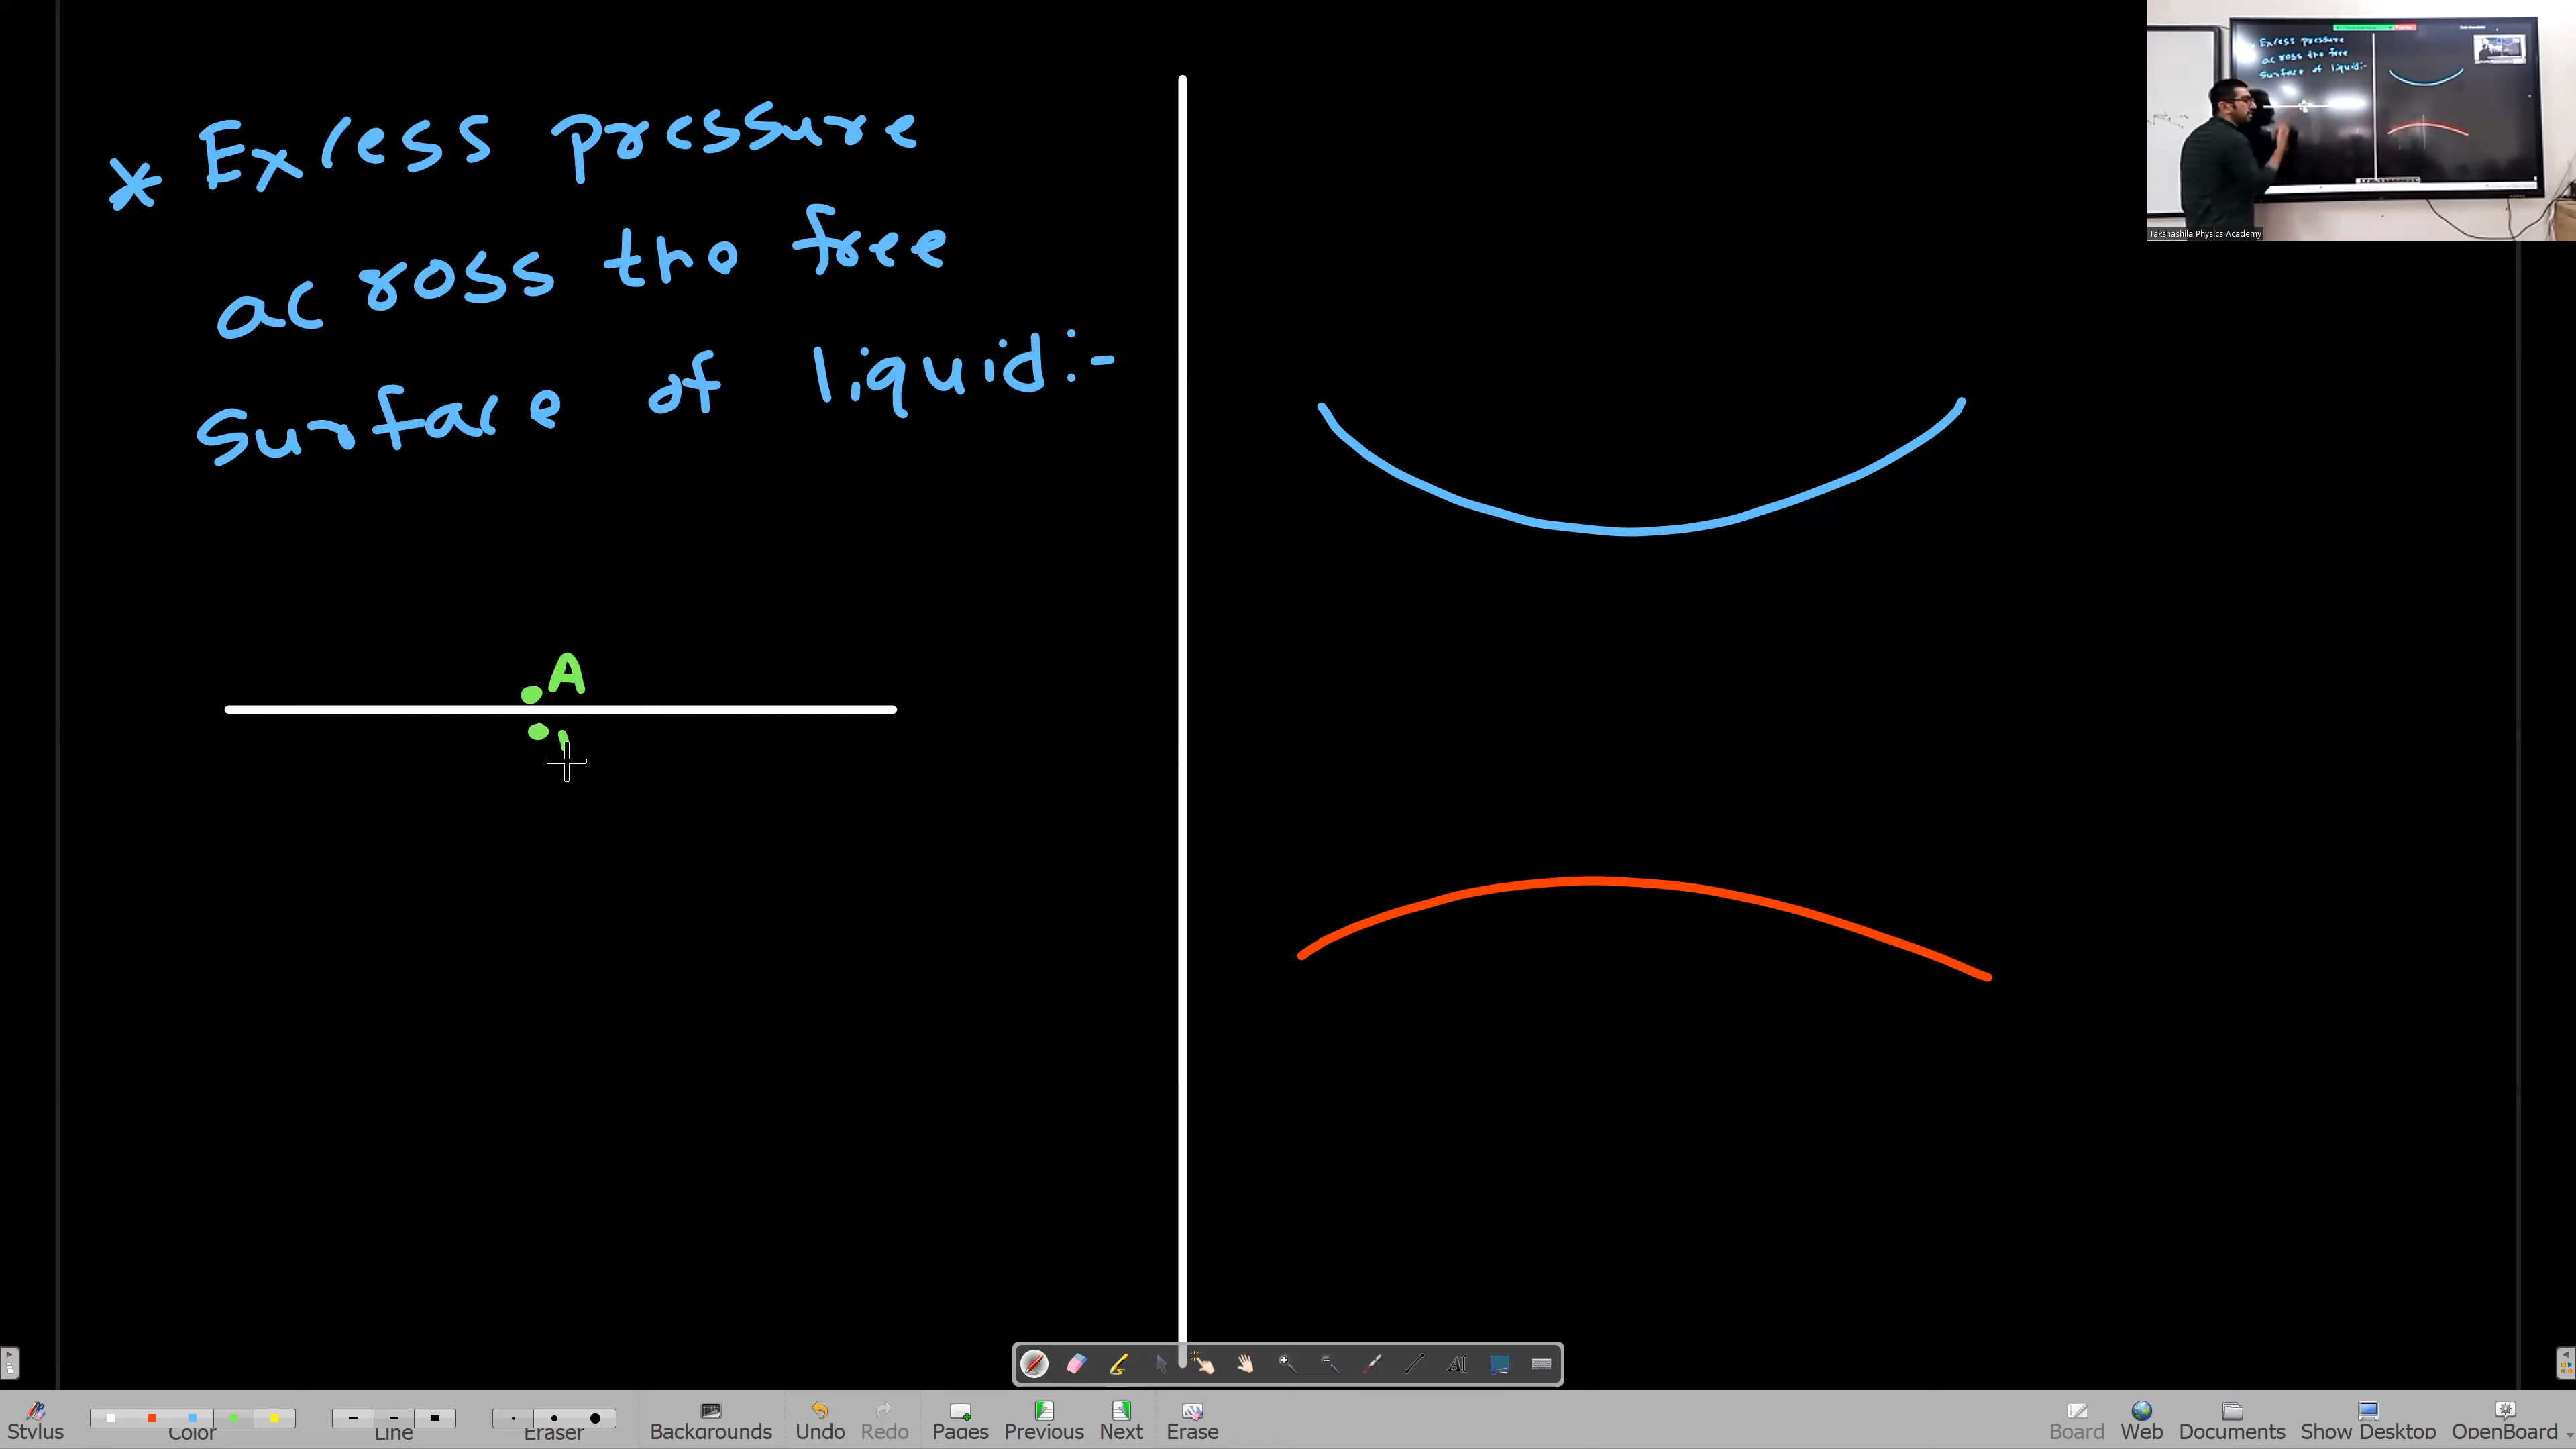 * Excess pressure
across the free
surface of liquid:-
A
Takshashila Physics Academy
Stylus
Color
Line
Eraser
Backgrounds
Undo
Redo
Pages
Previous
Next
Erase
Board
Web
Documents
Show Desktop
OpenBoard